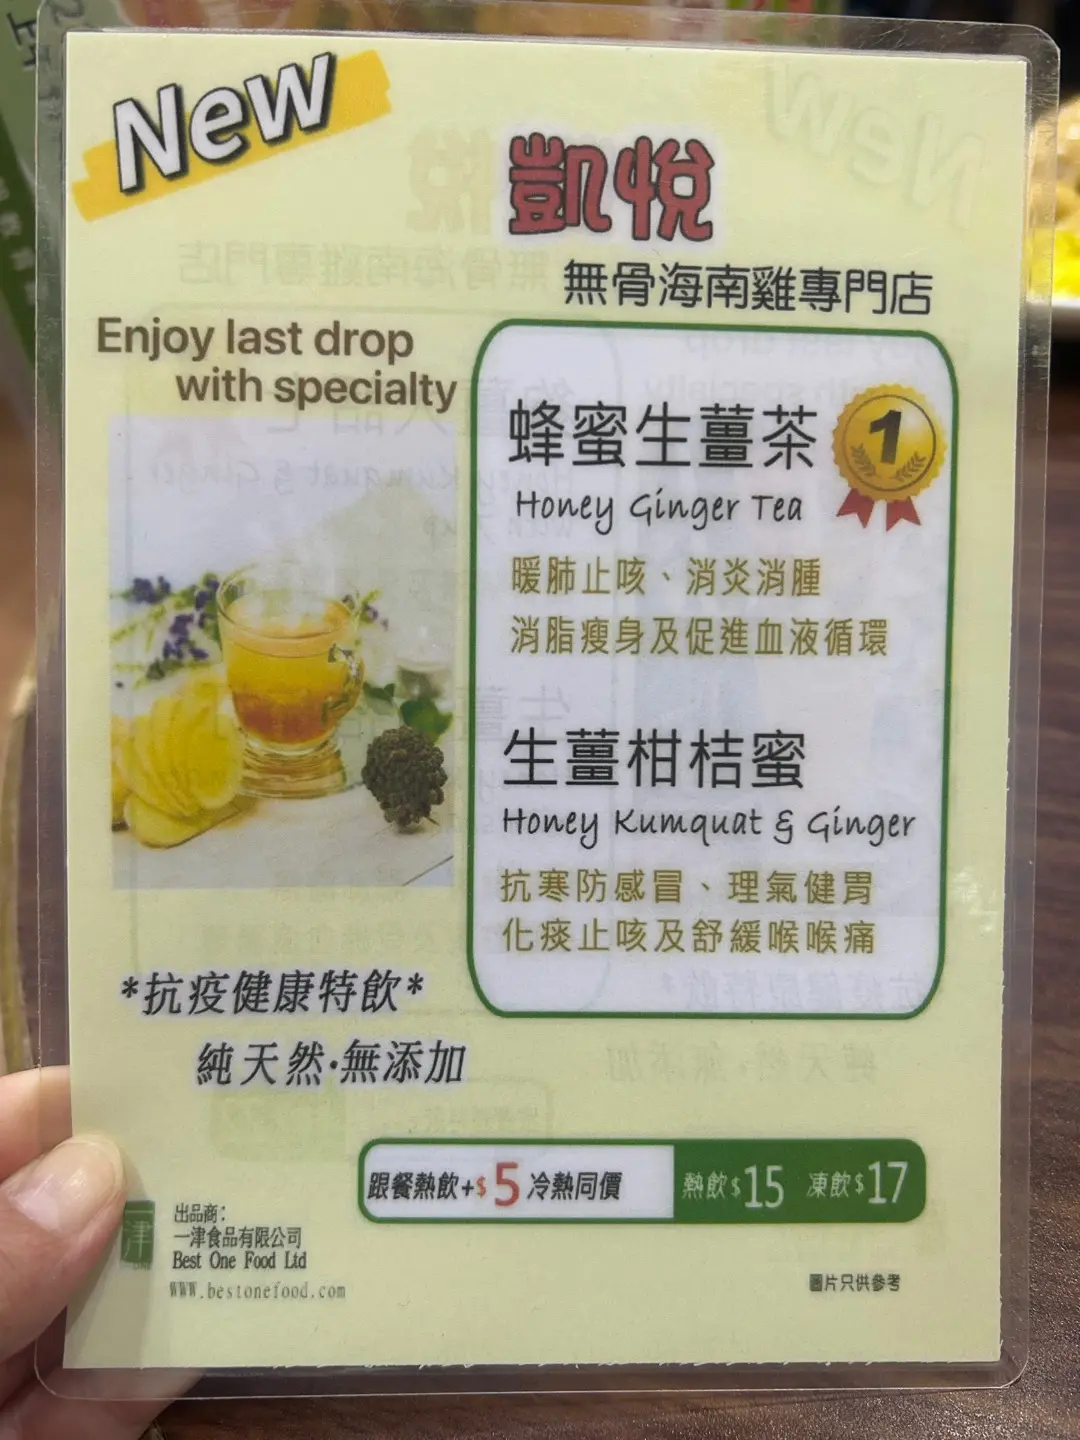 New
凱悅
無骨海南雞專門店
Enjoy last drop
with specialty
蜂蜜生薑茶
1
Honey Ginger Tea
暖肺止咳、消炎消腫
消脂瘦身及促進血液循環
生薑柑桔蜜
Honey Kumquat & Ginger
抗寒防感冒、理氣健胃
化痰止咳及舒緩喉喉痛
*抗疫健康特飲*
純天然·無添加
跟餐熱飲+$5 冷熱同價 熱飲$15 凍飲$17
一津
出品商:
一津食品有限公司
Best One Food Ltd
WWW.bestonefood.com
圖片只供參考